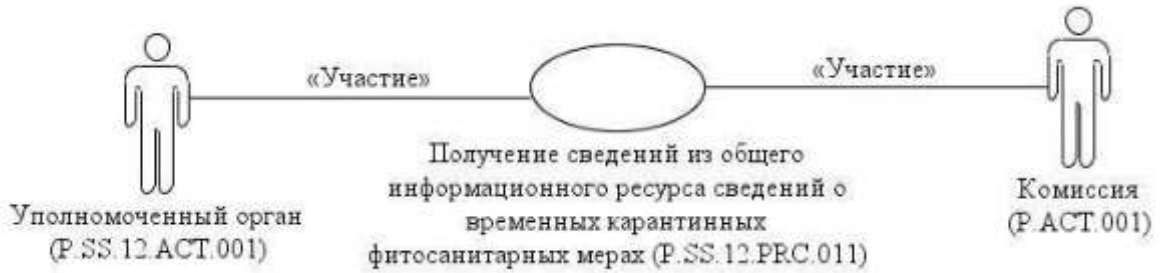 «Участие»
«Участие»
Уполномоченный орган
(P.SS.12.ACT.001)
Получение сведений из общего
информационного ресурса сведений о
временных карантинных
фитосанитарных мерах (P.SS.12.PRC.011)
Комиссия
(P.ACT.001)